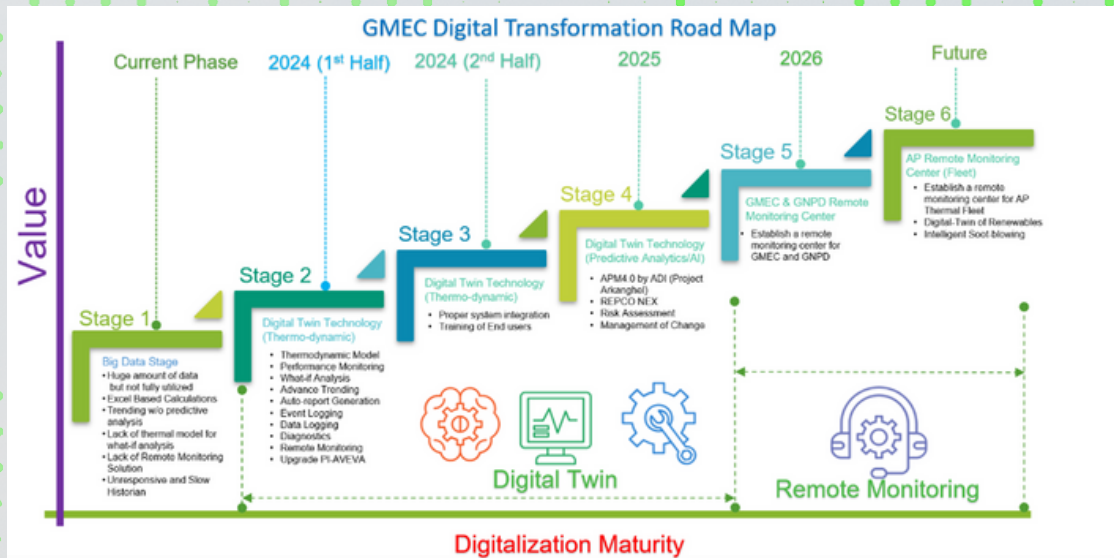 GMEC Digital Transformation Road Map
Current Phase
2024 (1st Half)
2024 (2nd Half)
2025
2026
Future
Value
Stage 1
Big Data Stage
• Huge amount of data
but not fully utilized
• Excel Based Calculations
• Trending w/o predictive
analysis
• Lack of thermal model for
what-if analysis
• Lack of Remote Monitoring
Solution
• Unresponsive and Slow
Historian
Stage 2
Digital Twin Technology
(Thermo-dynamic)
• Thermodynamic Model
• Performance Monitoring
• What-if Analysis
• Advance Trending
• Auto-report Generation
• Event Logging
• Data Logging
• Diagnostics
• Remote Monitoring
• Upgrade PI-AVEVA
Stage 3
Digital Twin Technology
(Thermo-dynamic)
• Proper system integration
• Training of End users
Stage 4
Digital Twin Technology
(Predictive Analytics/AI)
• APM4.0 by ADI (Project
Arkanghel)
• REPCO NEX
• Risk Assessment
• Management of Change
Stage 5
GMEC & GNPD Remote
Monitoring Center
• Establish a remote
monitoring center for
GMEC and GNPD
Stage 6
AP Remote Monitoring
Center (Fleet)
• Establish a remote
monitoring center for AP
Thermal Fleet
• Digital-Twin of Renewables
• Intelligent Soot-blowing
Digital Twin
Remote Monitoring
Digitalization Maturity